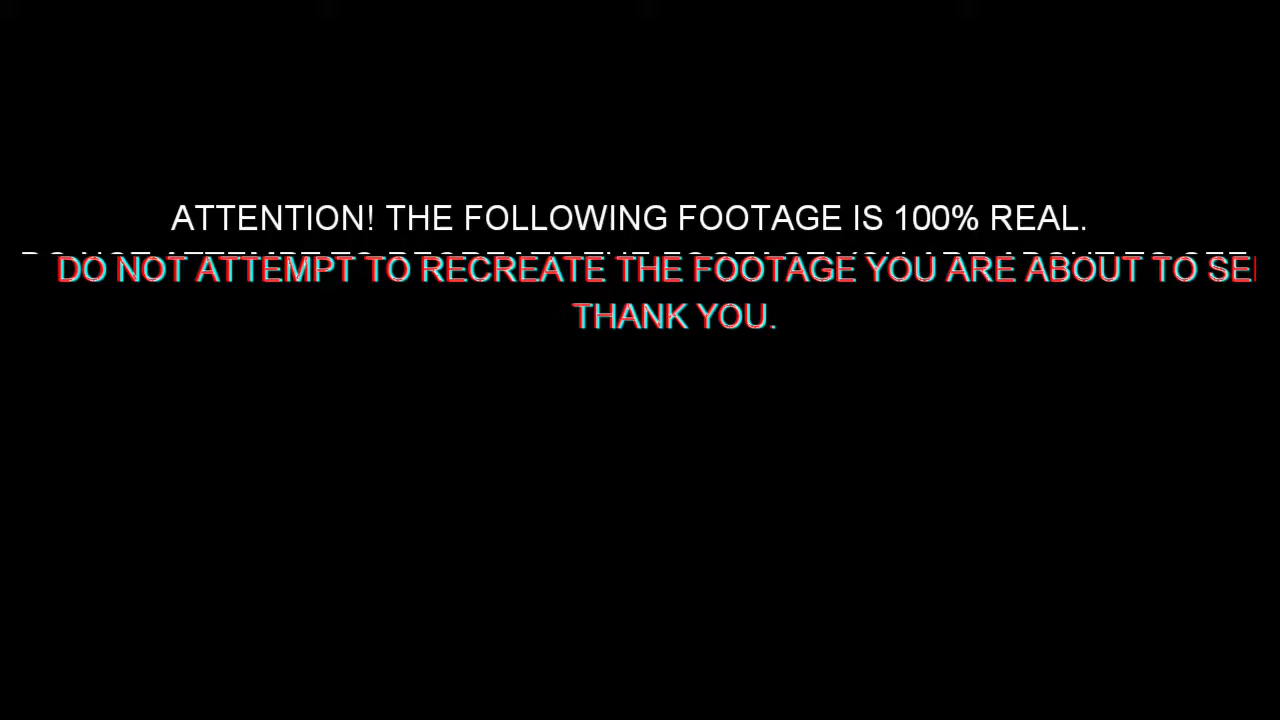 ATTENTION! THE FOLLOWING FOOTAGE IS 100% REAL.
DO NOT ATTEMPT TO RECREATE THE FOOTAGE YOU ARE ABOUT TO SE
THANK YOU.